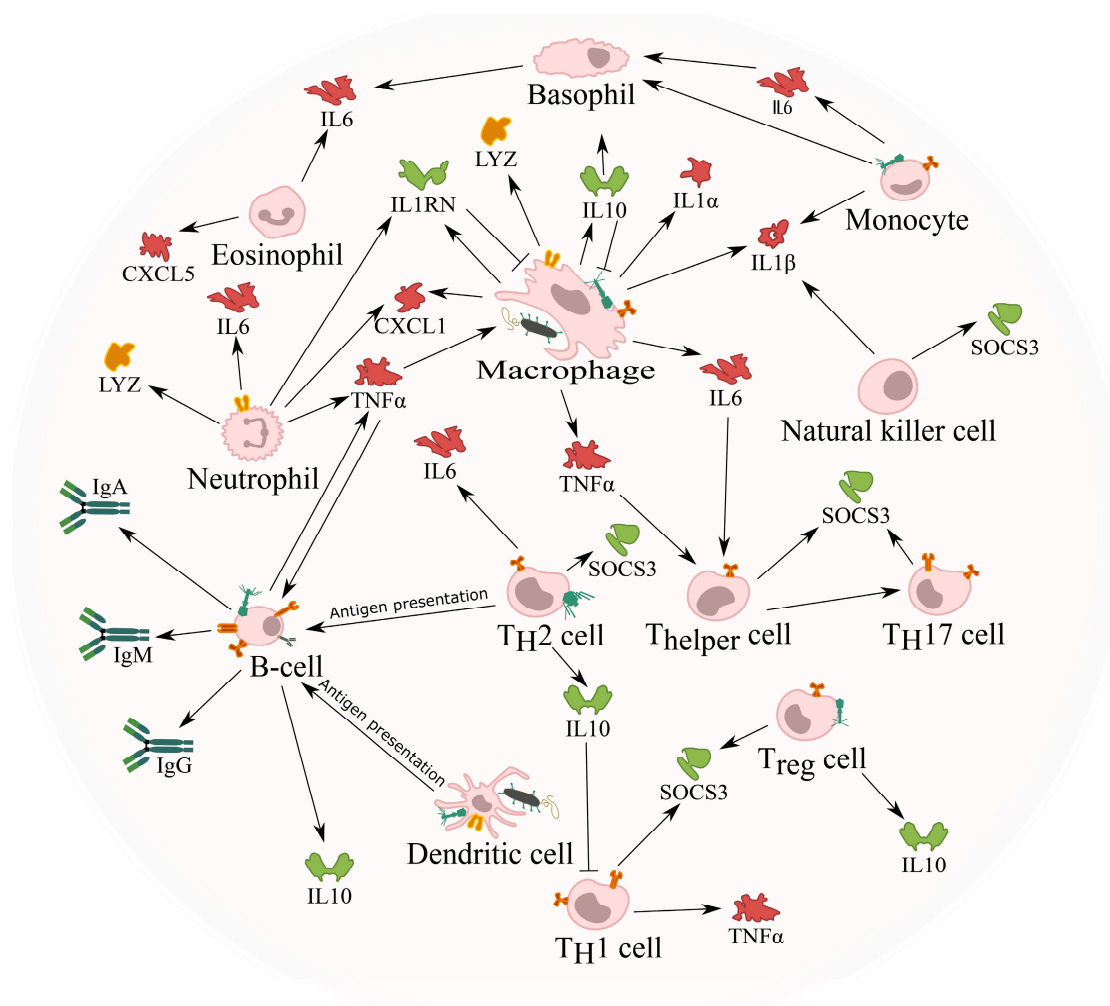 Basophil
IL6
IL6
LYZ
IL1RN
IL10
IL1α
Monocyte
Eosinophil
CXCL5
IL1β
IL6
CXCL1
SOCS3
LYZ
TNFα
Macrophage
IL6
Natural killer cell
Neutrophil
IL6
TNFα
IgA
SOCS3
SOCS3
Antigen presentation
TH2 cell
Thelper cell
TH17 cell
IgM
B-cell
Antigen presentation
IL10
IgG
Treg cell
SOCS3
Dendritic cell
IL10
IL10
TNFα
TH1 cell